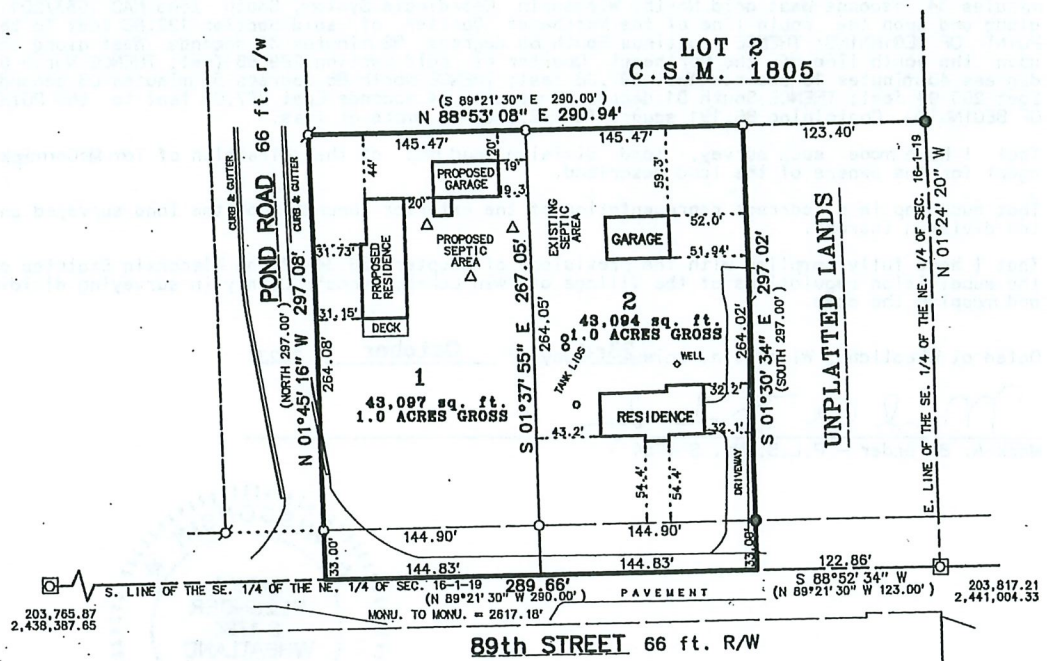 LOT 2
C.S.M. 1805
(S 89°21'30" E 290.00')
N 88°53'08" E 290.94'
145.47'
145.47'
123.40'
POND ROAD 66 ft. R/W
CURB & GUTTER
CURB & GUTTER
(NORTH 297.00')
N 01°45'16" W 297.08'
264.08'
44'
20'
PROPOSED
GARAGE
19'
19.3
20'
PROPOSED
RESIDENCE
31.75'
31.15'
DECK
PROPOSED
SEPTIC
AREA
1
43,097 sq. ft.
1.0 ACRES GROSS
S 01°37'55" E 267.05'
264.05'
EXISTING
SEPTIC
AREA
59.5'
GARAGE
52.0'
51.94'
2
43,094 sq. ft.
1.0 ACRES GROSS
TANK LIDS
WELL
RESIDENCE
32.2'
32.1'
43.2'
54.4'
54.4'
DRIVEWAY
264.02'
S 01°30'34" E 297.02'
(SOUTH 297.00')
UNPLATTED LANDS
E. LINE OF THE SE. 1/4 OF THE NE. 1/4 OF SEC. 16-1-19
N 01°24'20" W
144.90'
144.90'
33.00'
144.83'
144.83'
122.86'
S. LINE OF THE SE. 1/4 OF THE NE. 1/4 OF SEC. 16-1-19
289.66'
S 88°52'34" W
(N 89°21'30" W 290.00')
PAVEMENT
(N 89°21'30" W 123.00')
203,765.87
2,438,387.65
203,817.21
2,441,004.33
MONU. TO MONU. = 2617.18'
89th STREET 66 ft. R/W